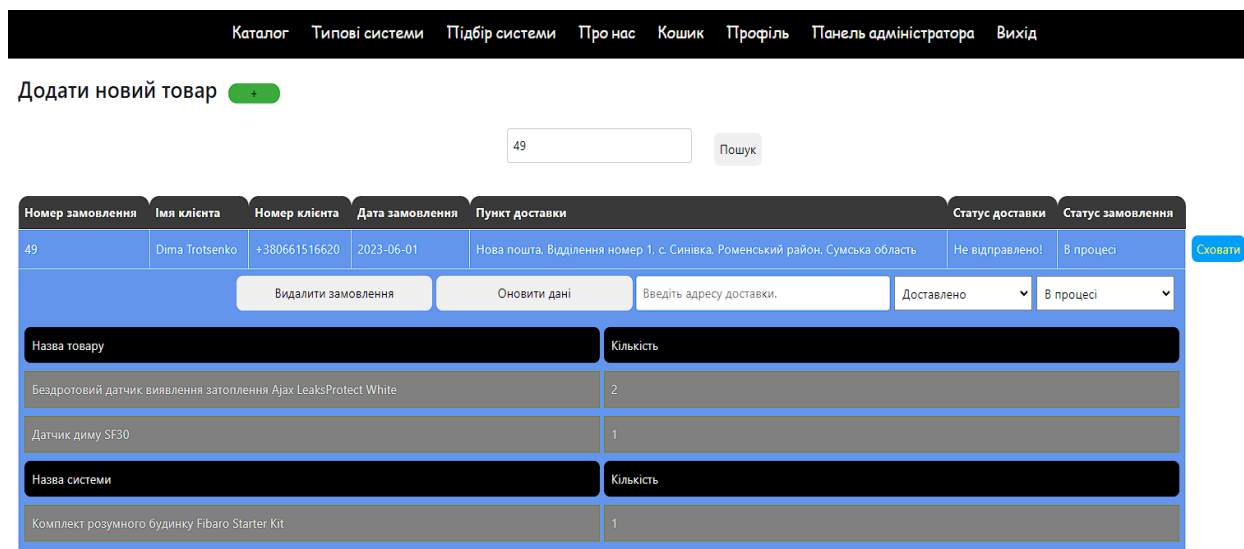 Каталог Типові системи Підбір системи Про нас Кошик Профіль Панель адміністратора Вихід
Додати новий товар +
49 Пошук
Номер замовлення Імя клієнта Номер клієнта Дата замовлення Пункт доставки Статус доставки Статус замовлення
49 Dima Trotsenko +380661516620 2023-06-01 Нова пошта, Відділення номер 1, с. Синівка, Роменський район, Сумська область Не відправлено! В процесі Сховати
Видалити замовлення Оновити дані Введіть адресу доставки. Доставлено В процесі
Назва товару Кількість
Бездротовий датчик виявлення затоплення Ajax LeaksProtect White 2
Датчик диму SF30 1
Назва системи Кількість
Комплект розумного будинку Fibaro Starter Kit 1